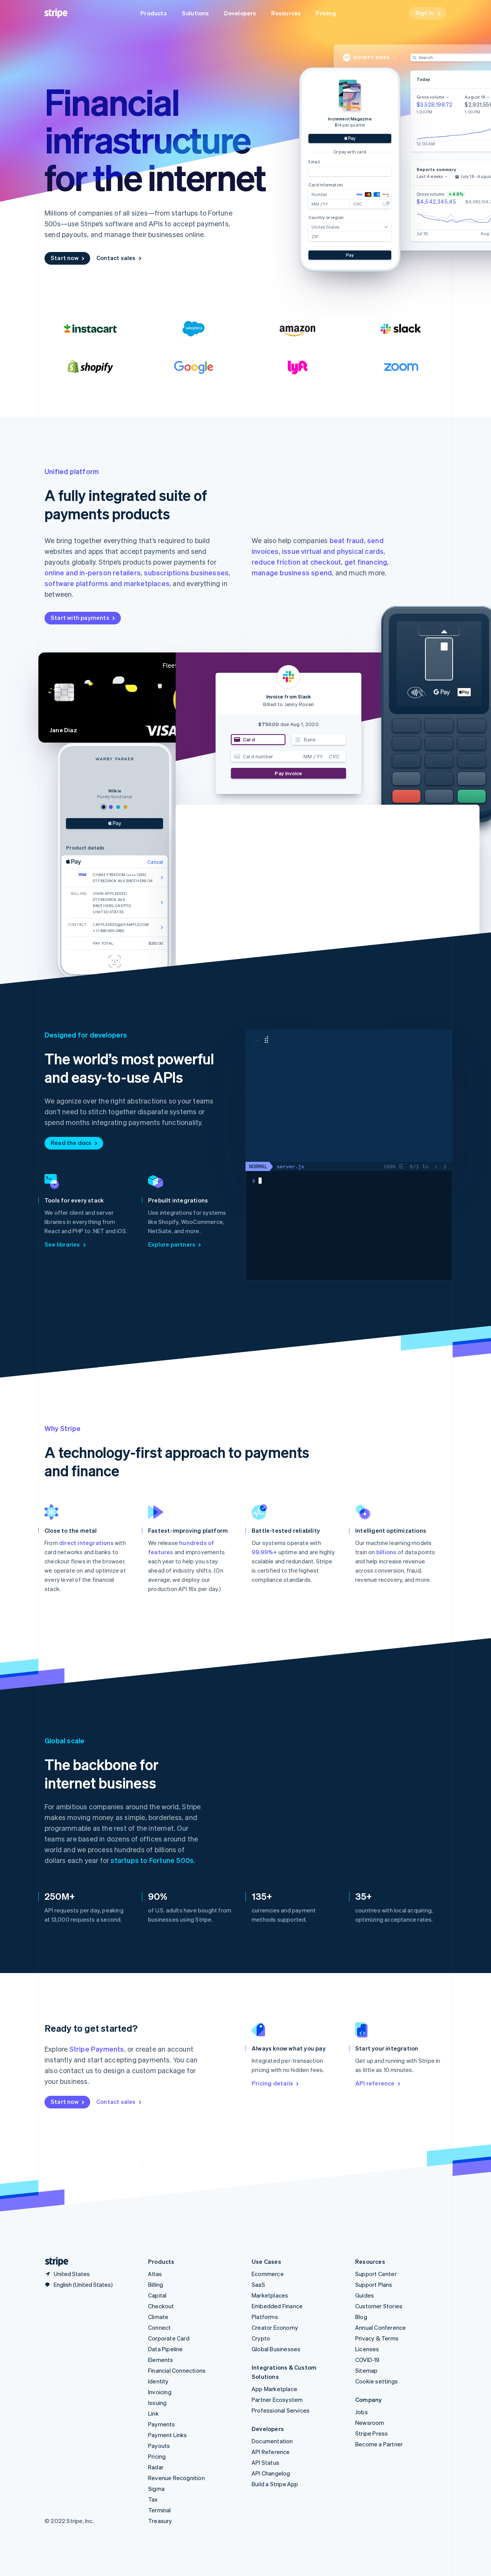 stripe
Products Solutions Developers Resources Pricing
Sign in
Financial
infrastructure
for the internet
Millions of companies of all sizes—from startups to Fortune
500s—use Stripe's software and APIs to accept payments,
send payouts, and manage their businesses online.
Start now
Contact sales
ROCKET RIDES
Search
Increment Magazine
$14 per quarter
Pay
Or pay with card
Email
Card Information
Number
MM / YY CVC
Country or region
United States
ZIP
Pay
Today
Gross volume
$3,528,198.72
1:00 PM
August 18
1:00 PM
12:00 AM
Reports summary
Last 4 weeks
Gross volume +4.6%
$4,542,345.45
Jul 18
instacart
salesforce
amazon
slack
shopify
Google
lyft
zoom
Unified platform
A fully integrated suite of
payments products
We bring together everything that's required to build
websites and apps that accept payments and send
payouts globally. Stripe's products power payments for
online and in-person retailers, subscriptions businesses,
software platforms and marketplaces, and everything in
between.
We also help companies beat fraud, send
invoices, issue virtual and physical cards,
reduce friction at checkout, get financing,
manage business spend, and much more.
Start with payments
Jane Diaz
VISA
Invoice from Slack
Billed to Jenny Rosen
$750.00 due Aug 1, 2020
Card
Bank
Card number MM / YY CVC
Pay Invoice
G Pay
Pay
WARBY PARKER
Wilkie
Purely functional
Pay
Product details
Pay
Cancel
VISA
BILLING
JOHN APPLESEED
UNITED STATES
CONTACT
PAY TOTAL
Designed for developers
The world's most powerful
and easy-to-use APIs
We agonize over the right abstractions so your teams
don't need to stitch together disparate systems or
spend months integrating payments functionality.
Read the docs
Tools for every stack
We offer client and server
libraries in everything from
React and PHP to .NET and iOS.
See libraries
Prebuilt integrations
Use integrations for systems
like Shopify, WooCommerce,
NetSuite, and more.
Explore partners
NORMAL server.js
$
Why Stripe
A technology-first approach to payments
and finance
Close to the metal
From direct integrations with
card networks and banks to
checkout flows in the browser,
we operate on and optimize at
every level of the financial
stack.
Fastest-improving platform
We release hundreds of
features and improvements
each year to help you stay
ahead of industry shifts. (On
average, we deploy our
production API 16x per day.)
Battle-tested reliability
Our systems operate with
99.99%+ uptime and are highly
scalable and redundant. Stripe
is certified to the highest
compliance standards.
Intelligent optimizations
Our machine learning models
train on billions of data points
and help increase revenue
across conversion, fraud,
revenue recovery, and more.
Global scale
The backbone for
internet business
For ambitious companies around the world, Stripe
makes moving money as simple, borderless, and
programmable as the rest of the internet. Our
teams are based in dozens of offices around the
world and we process hundreds of billions of
dollars each year for startups to Fortune 500s.
250M+
API requests per day, peaking
at 13,000 requests a second.
90%
of U.S. adults have bought from
businesses using Stripe.
135+
currencies and payment
methods supported.
35+
countries with local acquiring,
optimizing acceptance rates.
Ready to get started?
Explore Stripe Payments, or create an account
instantly and start accepting payments. You can
also contact us to design a custom package for
your business.
Start now
Contact sales
Always know what you pay
Integrated per-transaction
pricing with no hidden fees.
Pricing details
Start your integration
Get up and running with Stripe in
as little as 10 minutes.
API reference
stripe
United States
English (United States)
© 2022 Stripe, Inc.
Products
Atlas
Billing
Capital
Checkout
Climate
Connect
Corporate Card
Data Pipeline
Elements
Financial Connections
Identity
Invoicing
Issuing
Link
Payments
Payment Links
Payouts
Pricing
Radar
Revenue Recognition
Sigma
Tax
Terminal
Treasury
Use Cases
Ecommerce
SaaS
Marketplaces
Embedded Finance
Platforms
Creator Economy
Crypto
Global Businesses
Integrations & Custom
Solutions
App Marketplace
Partner Ecosystem
Professional Services
Developers
Documentation
API Reference
API Status
API Changelog
Build a Stripe App
Resources
Support Center
Support Plans
Guides
Customer Stories
Blog
Annual Conference
Privacy & Terms
Licenses
COVID-19
Sitemap
Cookie settings
Company
Jobs
Newsroom
Stripe Press
Become a Partner